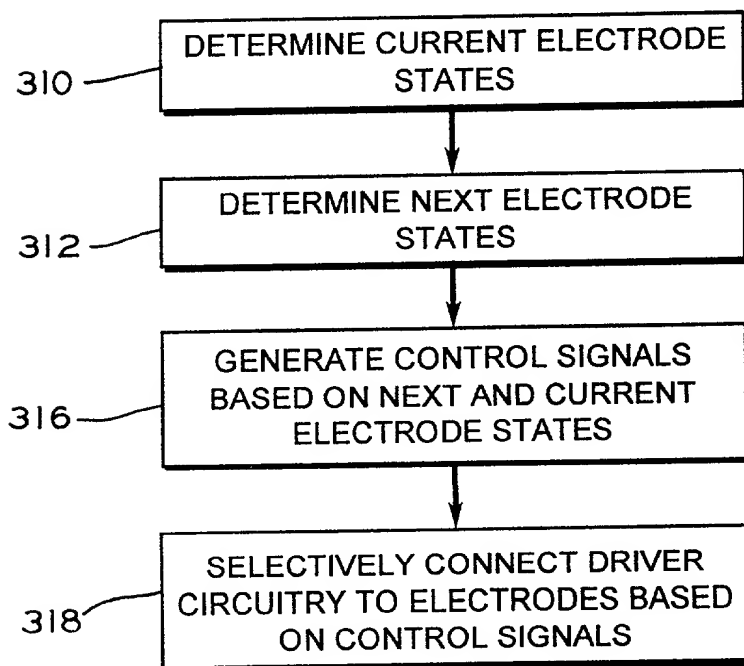 310
DETERMINE CURRENT ELECTRODE
STATES
312
DETERMINE NEXT ELECTRODE
STATES
316
GENERATE CONTROL SIGNALS
BASED ON NEXT AND CURRENT
ELECTRODE STATES
318
SELECTIVELY CONNECT DRIVER
CIRCUITRY TO ELECTRODES BASED
ON CONTROL SIGNALS